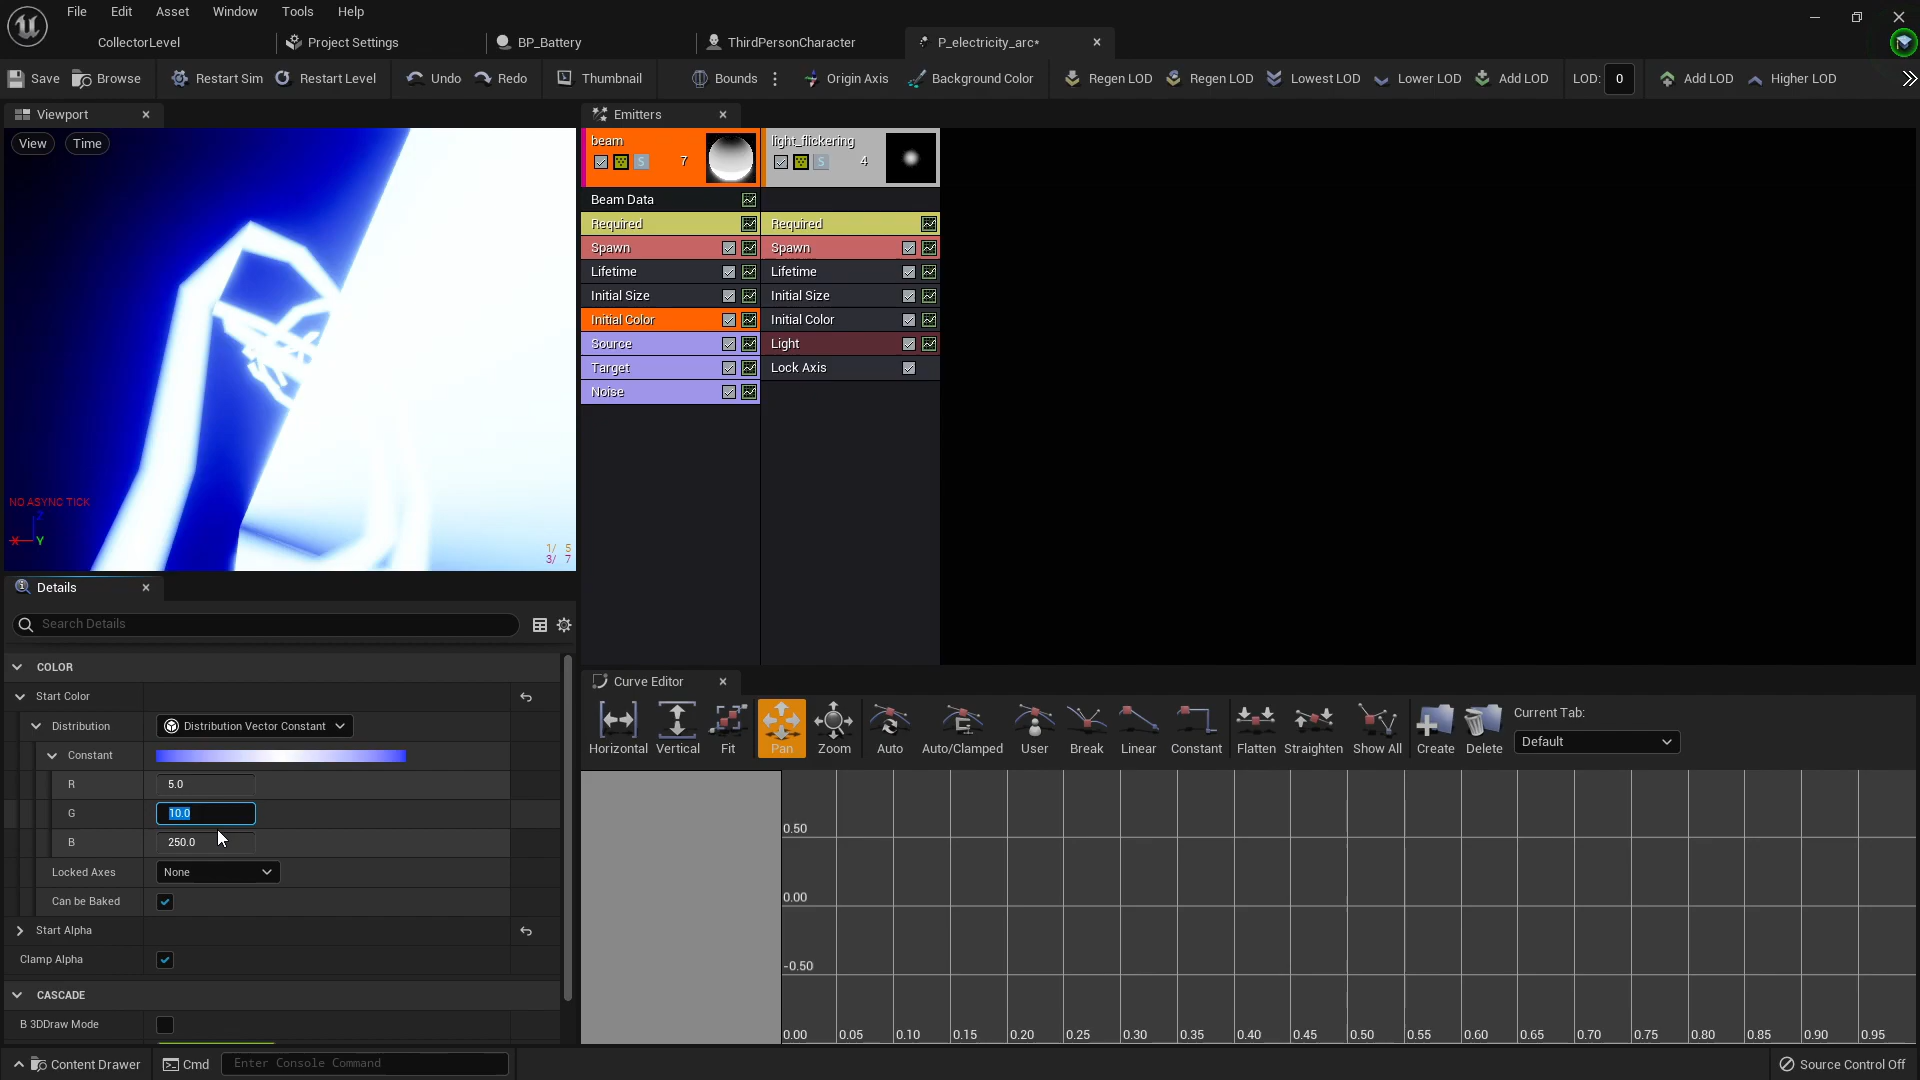 File Edit Asset Window Tools Help
CollectorLevel Project Settings BP_Battery ThirdPersonCharacter P_electricity_arc*
Save Browse Restart Sim Restart Level Undo Redo Thumbnail Bounds Origin Axis Background Color Regen LOD Regen LOD Lowest LOD Lower LOD Add LOD LOD: 0 Add LOD Higher LOD
Viewport
View Time
NO ASYNC TICK
Z
X Y
1/ 5
3/ 7
Emitters
beam
S 7
light_flickering
S 4
Beam Data
Required Required
Spawn Spawn
Lifetime Lifetime
Initial Size Initial Size
Initial Color Initial Color
Source Light
Target Lock Axis
Noise
Details
Search Details
COLOR
Start Color
Distribution Distribution Vector Constant
Constant
R 5.0
G 10.0
B 250.0
Locked Axes None
Can be Baked
Start Alpha
Clamp Alpha
CASCADE
B 3DDraw Mode
Curve Editor
Horizontal Vertical Fit Pan Zoom Auto Auto/Clamped User Break Linear Constant Flatten Straighten Show All Create Delete
Current Tab:
Default
0.50
0.00
-0.50
0.00 0.05 0.10 0.15 0.20 0.25 0.30 0.35 0.40 0.45 0.50 0.55 0.60 0.65 0.70 0.75 0.80 0.85 0.90 0.95
Content Drawer Cmd Enter Console Command Source Control Off